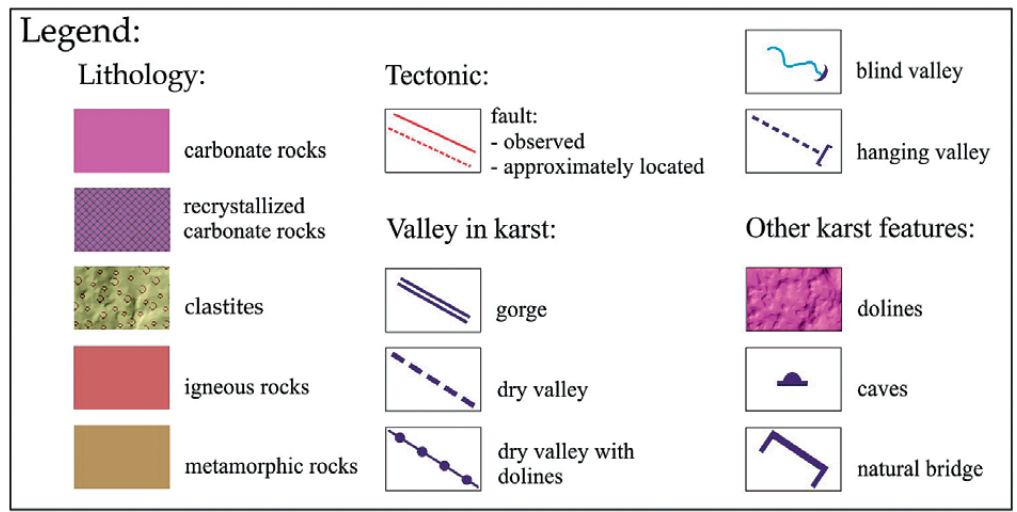 Legend:
Lithology:
carbonate rocks
recrystallized
carbonate rocks
clastites
igneous rocks
metamorphic rocks
Tectonic:
fault:
- observed
- approximately located
Valley in karst:
gorge
dry valley
dry valley with
dolines
blind valley
hanging valley
Other karst features:
dolines
caves
natural bridge